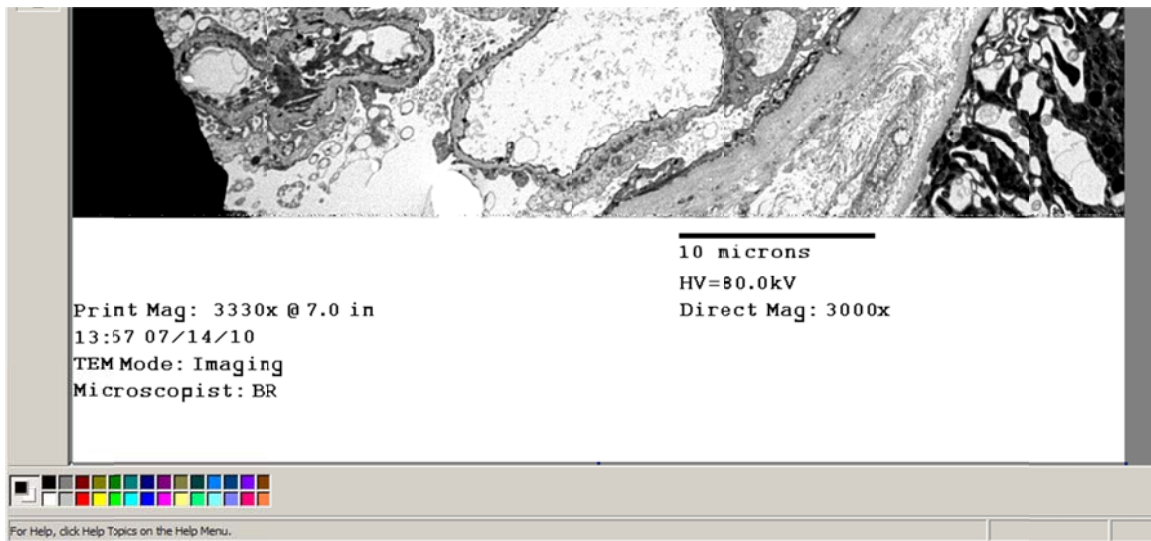 10 microns
HV=80.0kV
Direct Mag: 3000x
Print Mag: 3330x @ 7.0 in
13:57 07/14/10
TEM Mode: Imaging
Microscopist: BR
For Help, click Help Topics on the Help Menu.